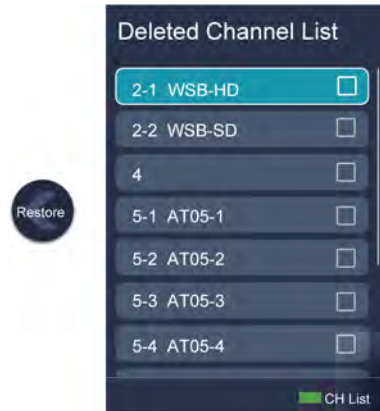 Deleted Channel List
2-1 WSB-HD
2-2 WSB-SD
4
Restore
5-1 AT05-1
5-2 AT05-2
5-3 AT05-3
5-4 AT05-4
CH List